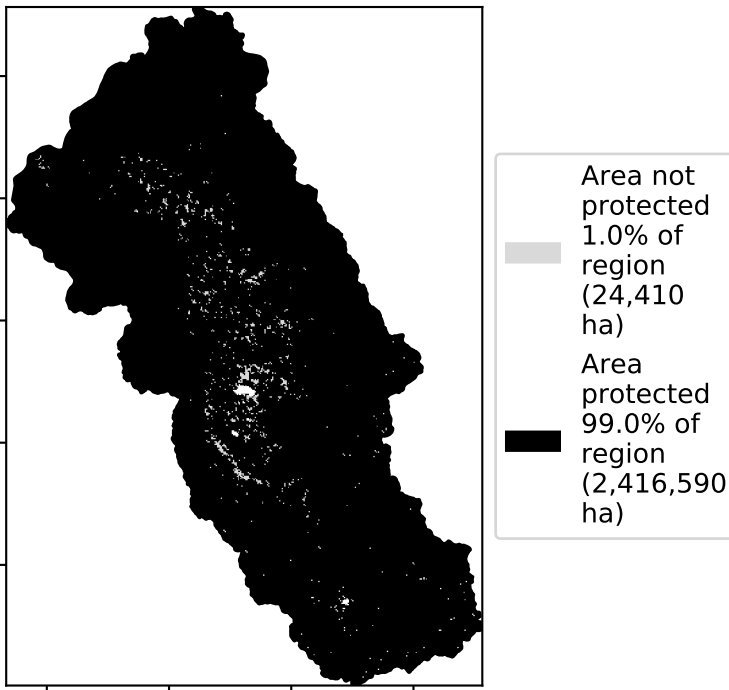 Area not
protected
1.0% of
region
(24,410
ha)
Area
protected
99.0% of
region
(2,416,590
ha)